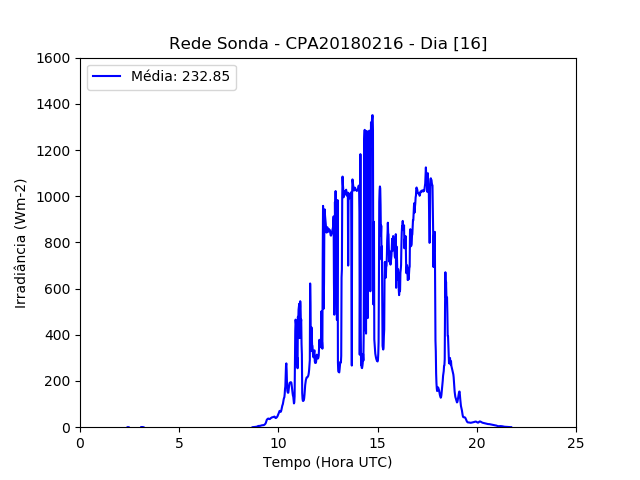 Rede Sonda - CPA20180216 - Dia [16]
Média: 232.85
Irradiância (Wm-2)
1600
1400
1200
1000
800
600
400
200
0
0 5 10 15 20 25
Tempo (Hora UTC)